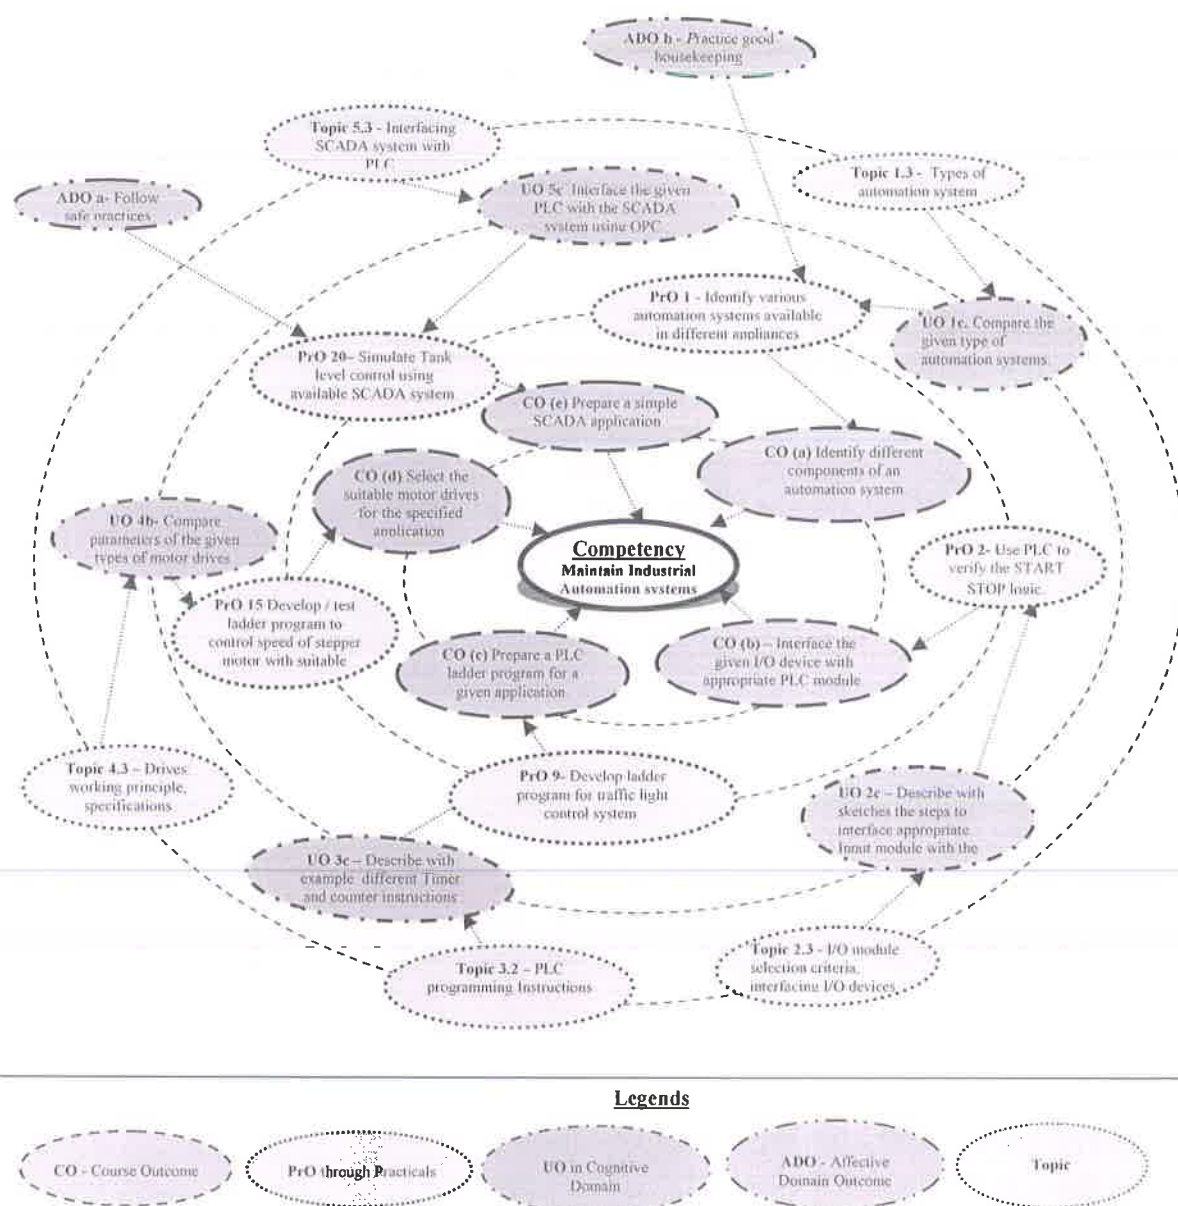 ADO b - Practice good
housekeeping
Topic 5.3 - Interfacing
SCADA system with
PLC
Topic 1.3 - Types of
automation system
ADO a- Follow
safe practices
UO 5c Interface the given
PLC with the SCADA
system using OPC
PrO 1 - Identify various
automation systems available
in different appliances
UO 1c. Compare the
given type of
automation systems.
PrO 20– Simulate Tank
level control using
available SCADA system
CO (e) Prepare a simple
SCADA application
CO (a) Identify different
components of an
automation system
CO (d) Select the
suitable motor drives
for the specified
application
UO 4b- Compare
parameters of the given
types of motor drives
Competency
Maintain Industrial
Automation systems
PrO 2- Use PLC to
verify the START
STOP logic.
PrO 15 Develop / test
ladder program to
control speed of stepper
motor with suitable
CO (c) Prepare a PLC
ladder program for a
given application
CO (b) – Interface the
given I/O device with
appropriate PLC module
Topic 4.3 – Drives
working principle,
specifications
PrO 9- Develop ladder
program for traffic light
control system
UO 2c – Describe with
sketches the steps to
interface appropriate
Input module with the
UO 3c – Describe with
example different Timer
and counter instructions
Topic 3.2 – PLC
programming Instructions
Topic 2.3 - I/O module
selection criteria,
interfacing I/O devices
Legends
CO - Course Outcome
PrO through Practicals
UO in Cognitive
Domain
ADO - Affective
Domain Outcome
Topic